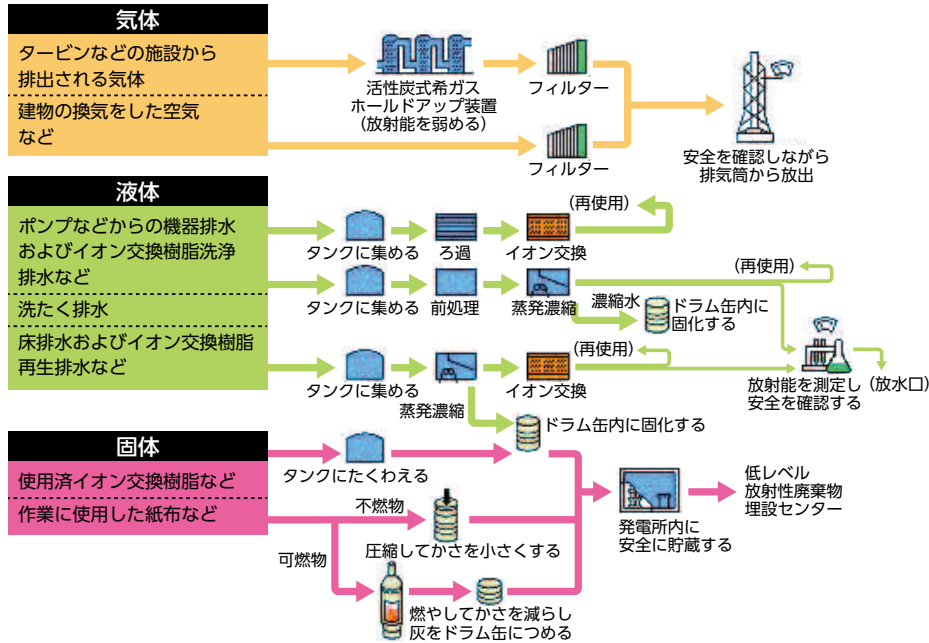 気体
タービンなどの施設から
排出される気体
建物の換気をした空気
など
活性炭式希ガス
ホールドアップ装置
(放射能を弱める)
フィルター
フィルター
安全を確認しながら
排気筒から放出
液体
ポンプなどからの機器排水
およびイオン交換樹脂洗浄
排水など
洗たく排水
床排水およびイオン交換樹脂
再生排水など
タンクに集める
ろ過
イオン交換
(再使用)
タンクに集める
前処理
蒸発濃縮
(再使用)
濃縮水
ドラム缶内に
固化する
タンクに集める
蒸発濃縮
イオン交換
(再使用)
放射能を測定し
安全を確認する
(放水口)
ドラム缶内に固化する
固体
使用済イオン交換樹脂など
作業に使用した紙布など
タンクにたくわえる
不燃物
圧縮してかさを小さくする
可燃物
燃やしてかさを減らし
灰をドラム缶につめる
発電所内に
安全に貯蔵する
低レベル
放射性廃棄物
埋設センター